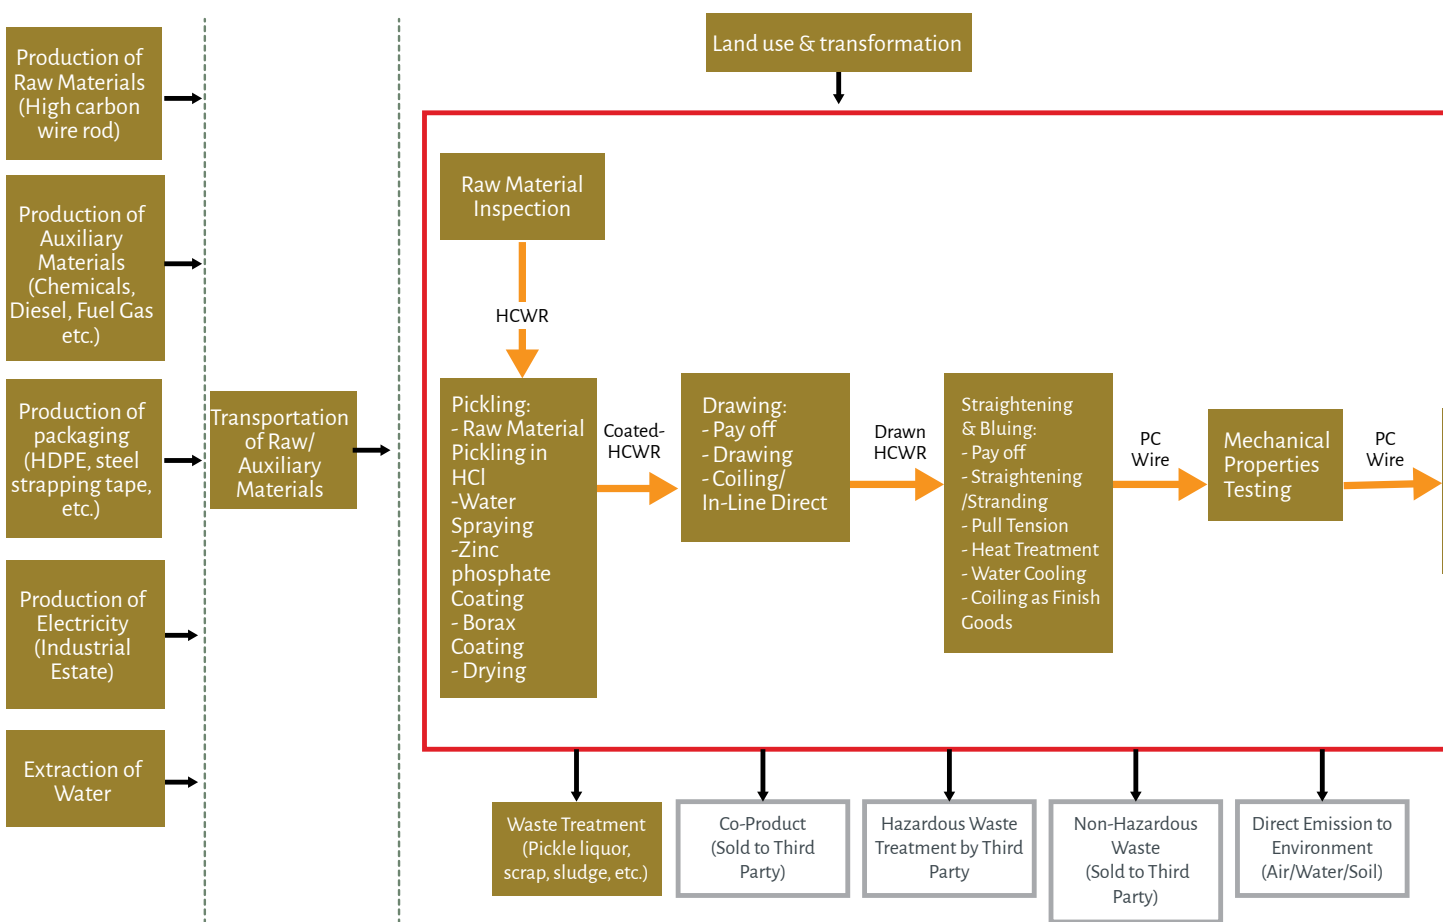 Production of
Raw Materials
(High carbon
wire rod)
Production of
Auxiliary
Materials
(Chemicals,
Diesel, Fuel Gas
etc.)
Production of
packaging
(HDPE, steel
strapping tape,
etc.)
Production of
Electricity
(Industrial
Estate)
Extraction of
Water
Transportation
of Raw/
Auxiliary
Materials
Land use & transformation
Raw Material
Inspection
HCWR
Pickling:
- Raw Material
Pickling in
HCl
-Water
Spraying
-Zinc
phosphate
Coating
- Borax
Coating
- Drying
Coated-
HCWR
Drawing:
- Pay off
- Drawing
- Coiling/
In-Line Direct
Drawn
HCWR
Straightening
& Bluing:
- Pay off
- Straightening
/Stranding
- Pull Tension
- Heat Treatment
- Water Cooling
- Coiling as Finish
Goods
PC
Wire
Mechanical
Properties
Testing
PC
Wire
Waste Treatment
(Pickle liquor,
scrap, sludge, etc.)
Co-Product
(Sold to Third
Party)
Hazardous Waste
Treatment by Third
Party
Non-Hazardous
Waste
(Sold to Third
Party)
Direct Emission to
Environment
(Air/Water/Soil)